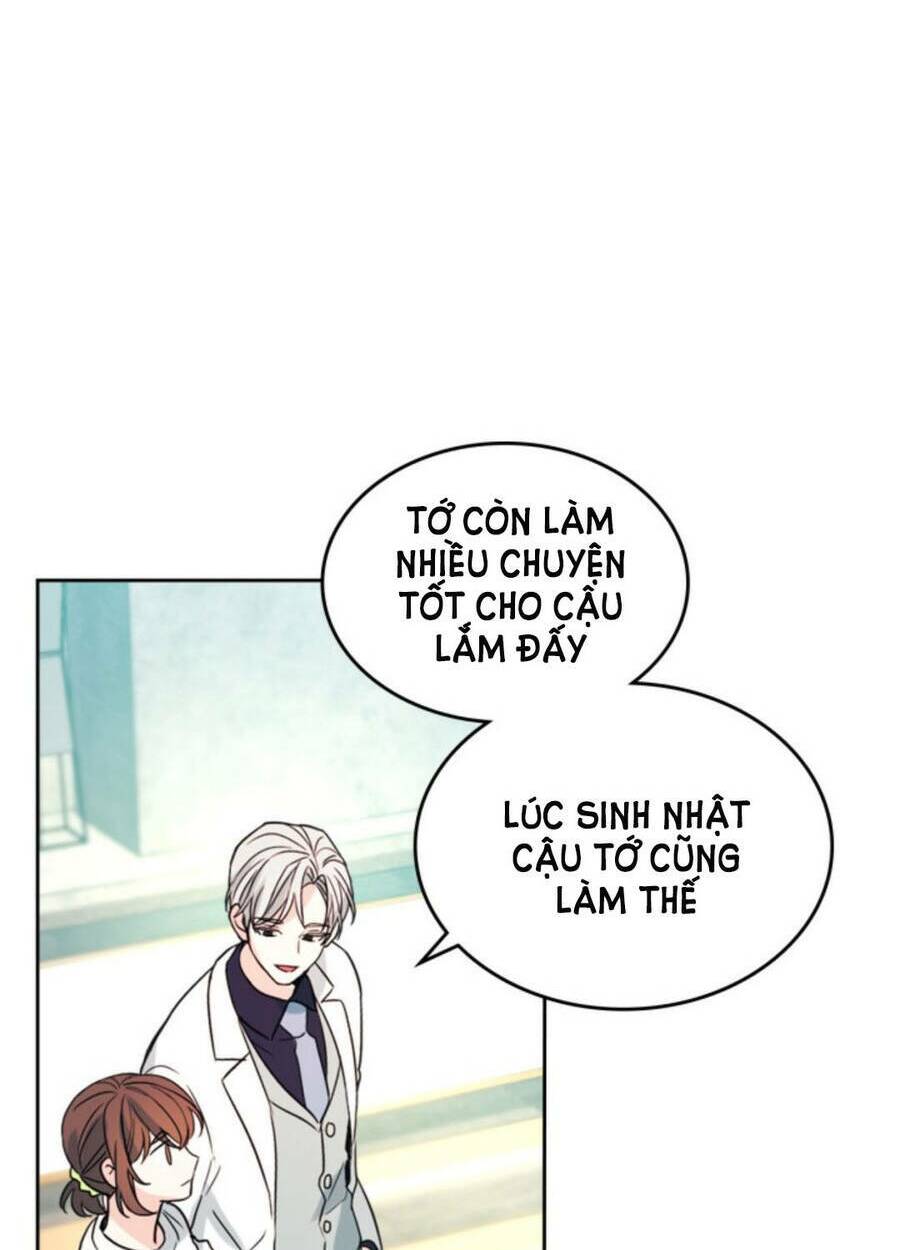 TỚ CÒN LÀM
NHIỀU CHUYỆN
TỐT CHO CẬU
LẮM ĐẤY
LÚC SINH NHẬT
CẬU TỚ CŨNG
LÀM THẾ